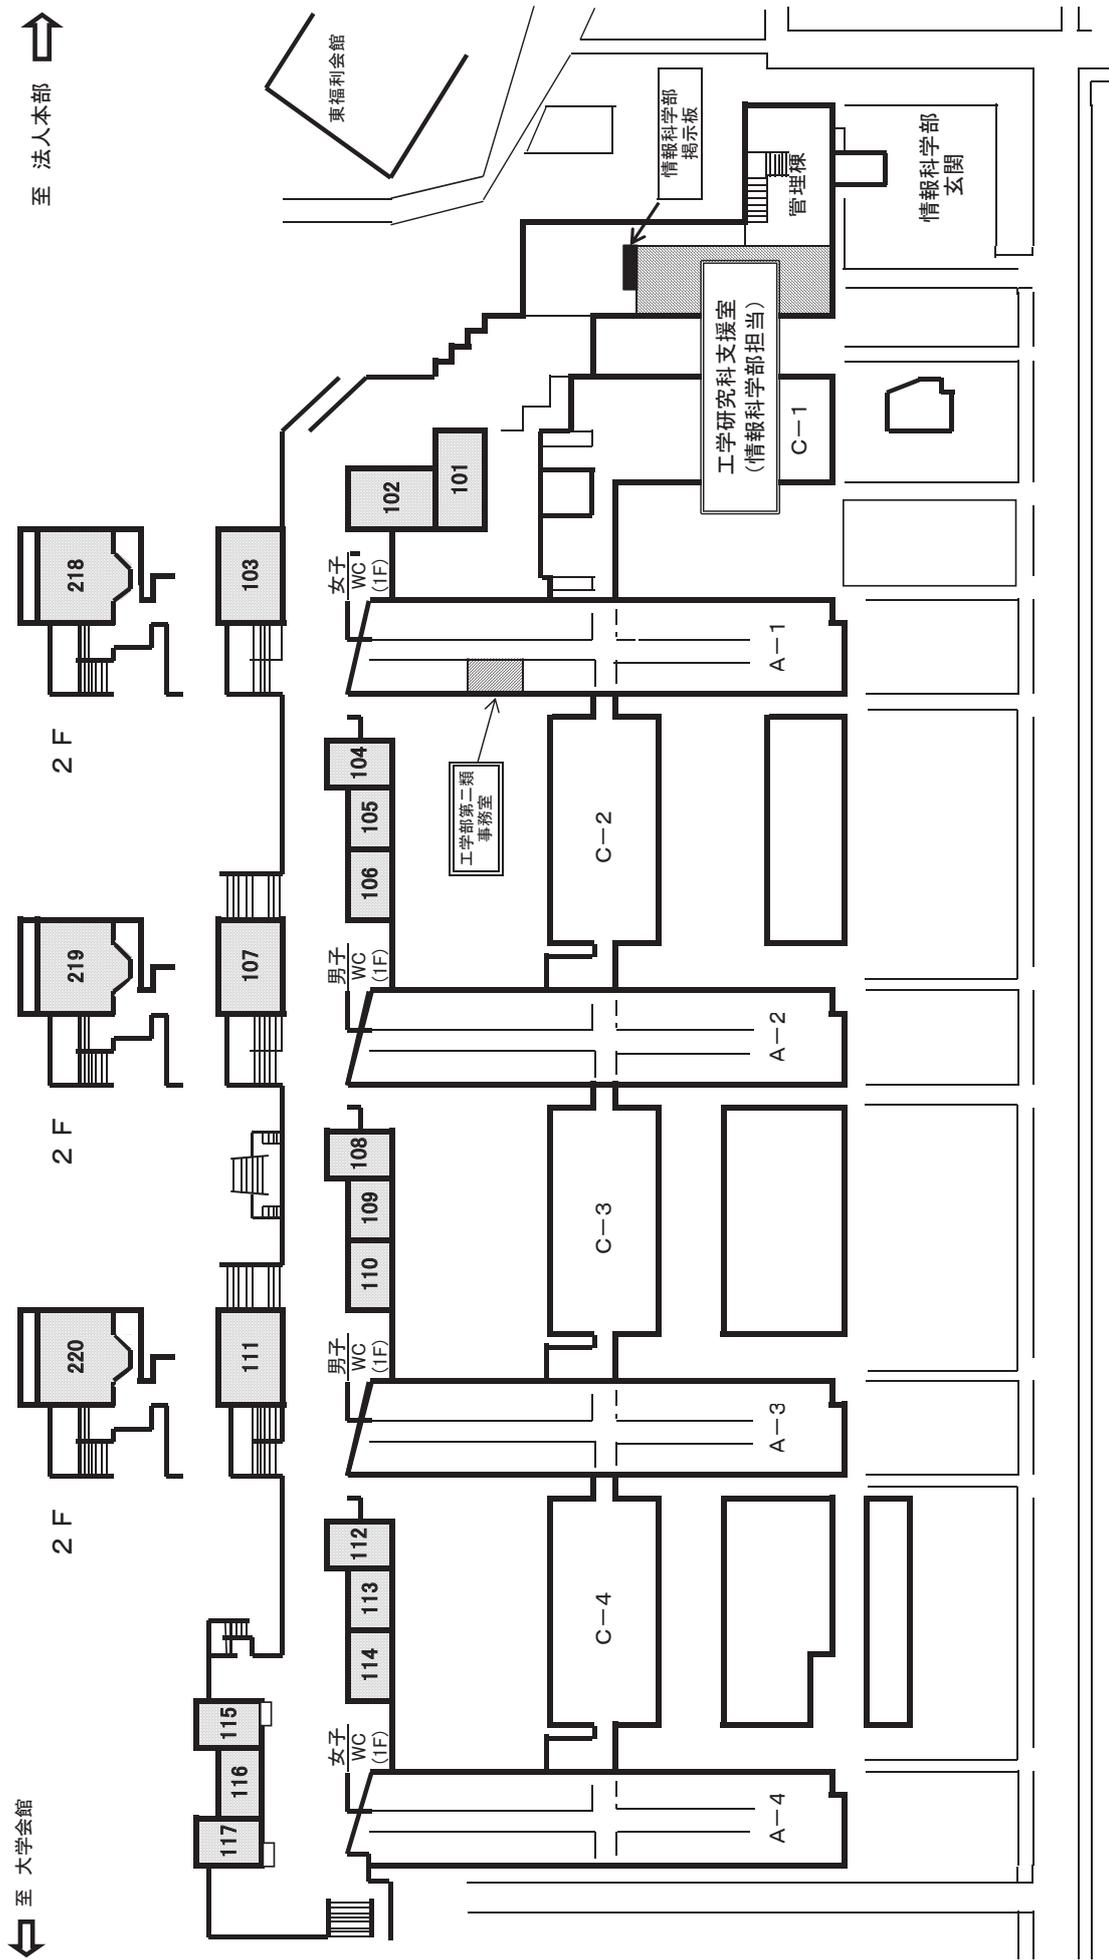 至 大学会館
至 法人本部
2F
220
2F
219
2F
218
117
116
115
111
107
103
東福利会館
女子
WC
(1F)
114
113
112
男子
WC
(1F)
110
109
108
男子
WC
(1F)
106
105
104
女子
WC
(1F)
102
101
工学部第二類
事務室
C-4
C-3
C-2
情報科学部
掲示板
A-4
A-3
A-2
A-1
C-1
工学研究科支援室
(情報科学部担当)
管理棟
情報科学部
玄関